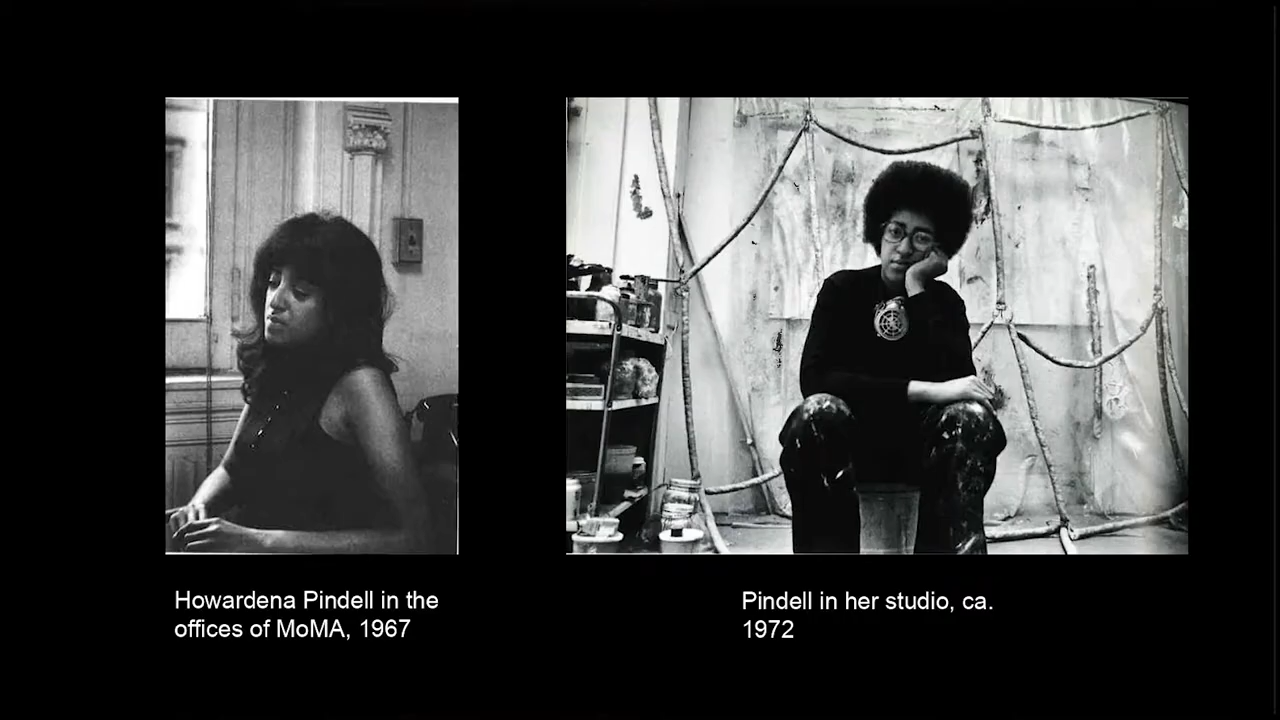 Howardena Pindell in the
offices of MoMA, 1967
Pindell in her studio, ca.
1972